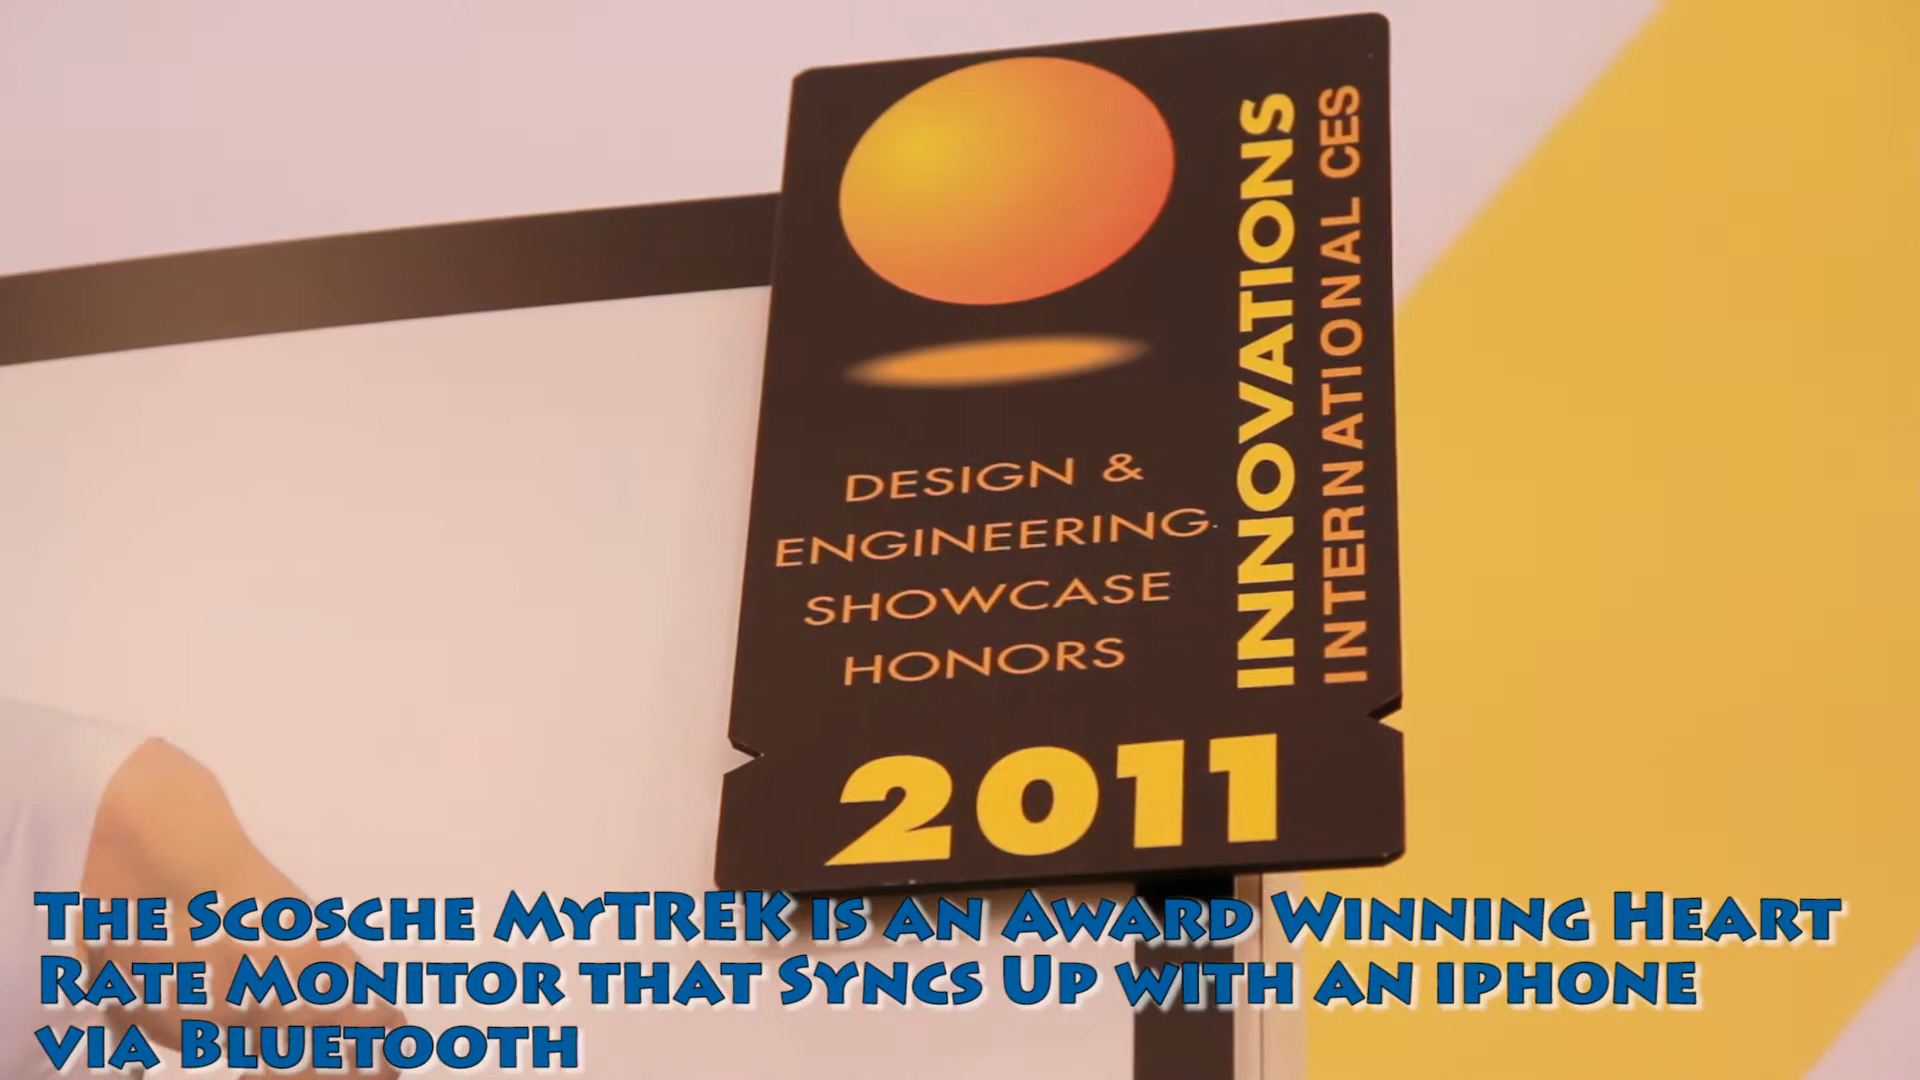 DESIGN &
ENGINEERING
SHOWCASE
HONORS
INNOVATIONS
INTERNATIONAL CES
2011
The Scosche MyTREK is an Award Winning Heart
Rate Monitor that Syncs Up with an iphone
via Bluetooth